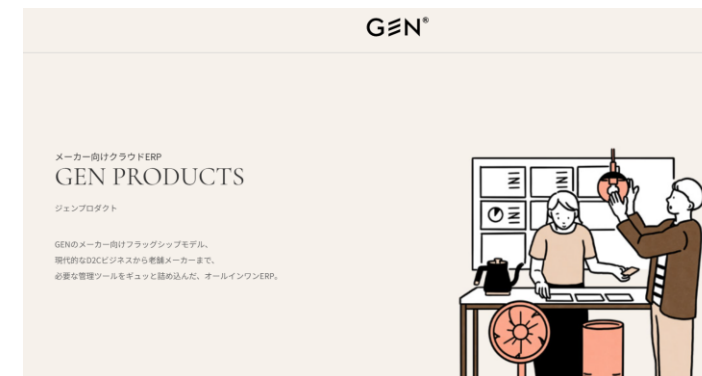 GEN®
メーカー向けクラウドERP
GEN PRODUCTS
ジェンプロダクト
GENのメーカー向けフラッグシップモデル、
現代的なD2Cビジネスから老舗メーカーまで、
必要な管理ツールをギュッと詰め込んだ、オールインワンERP。